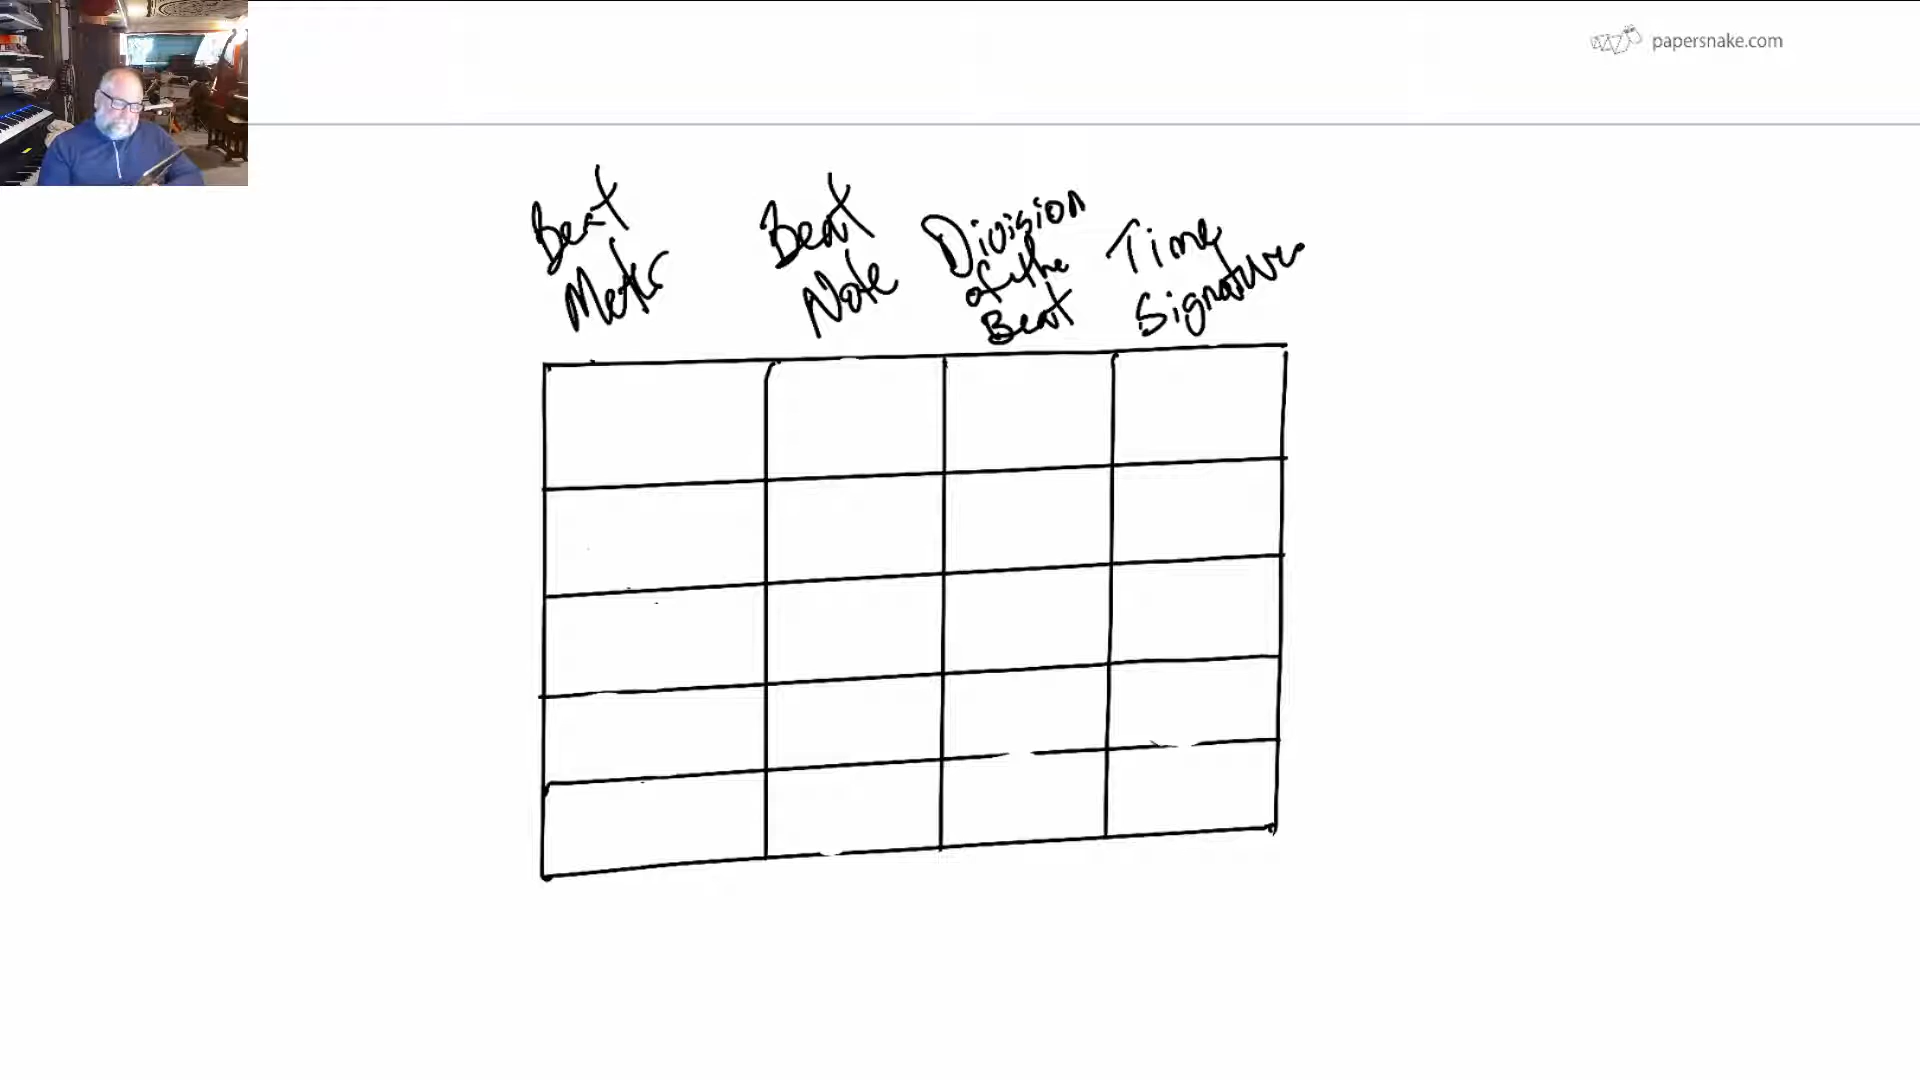 papersnake.com
Beat
Meter
Beat
Note
Division
of the
Beat
Time
Signature